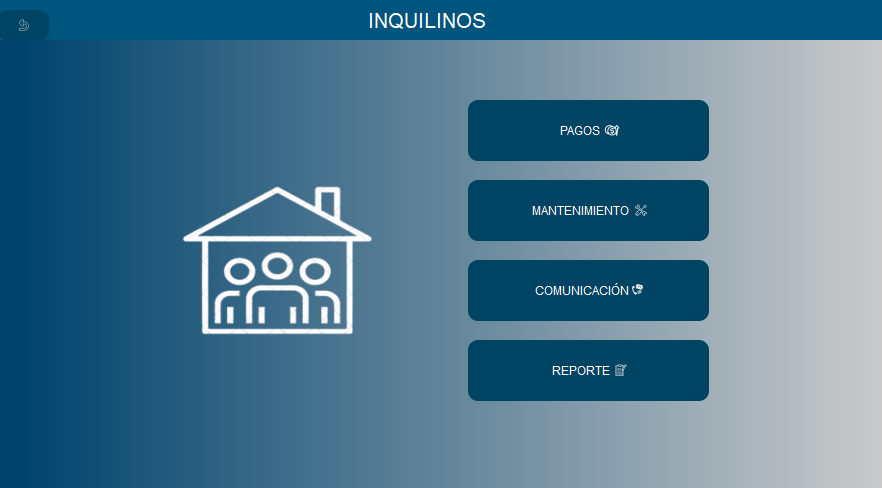 INQUILINOS
PAGOS
MANTENIMIENTO
COMUNICACIÓN
REPORTE